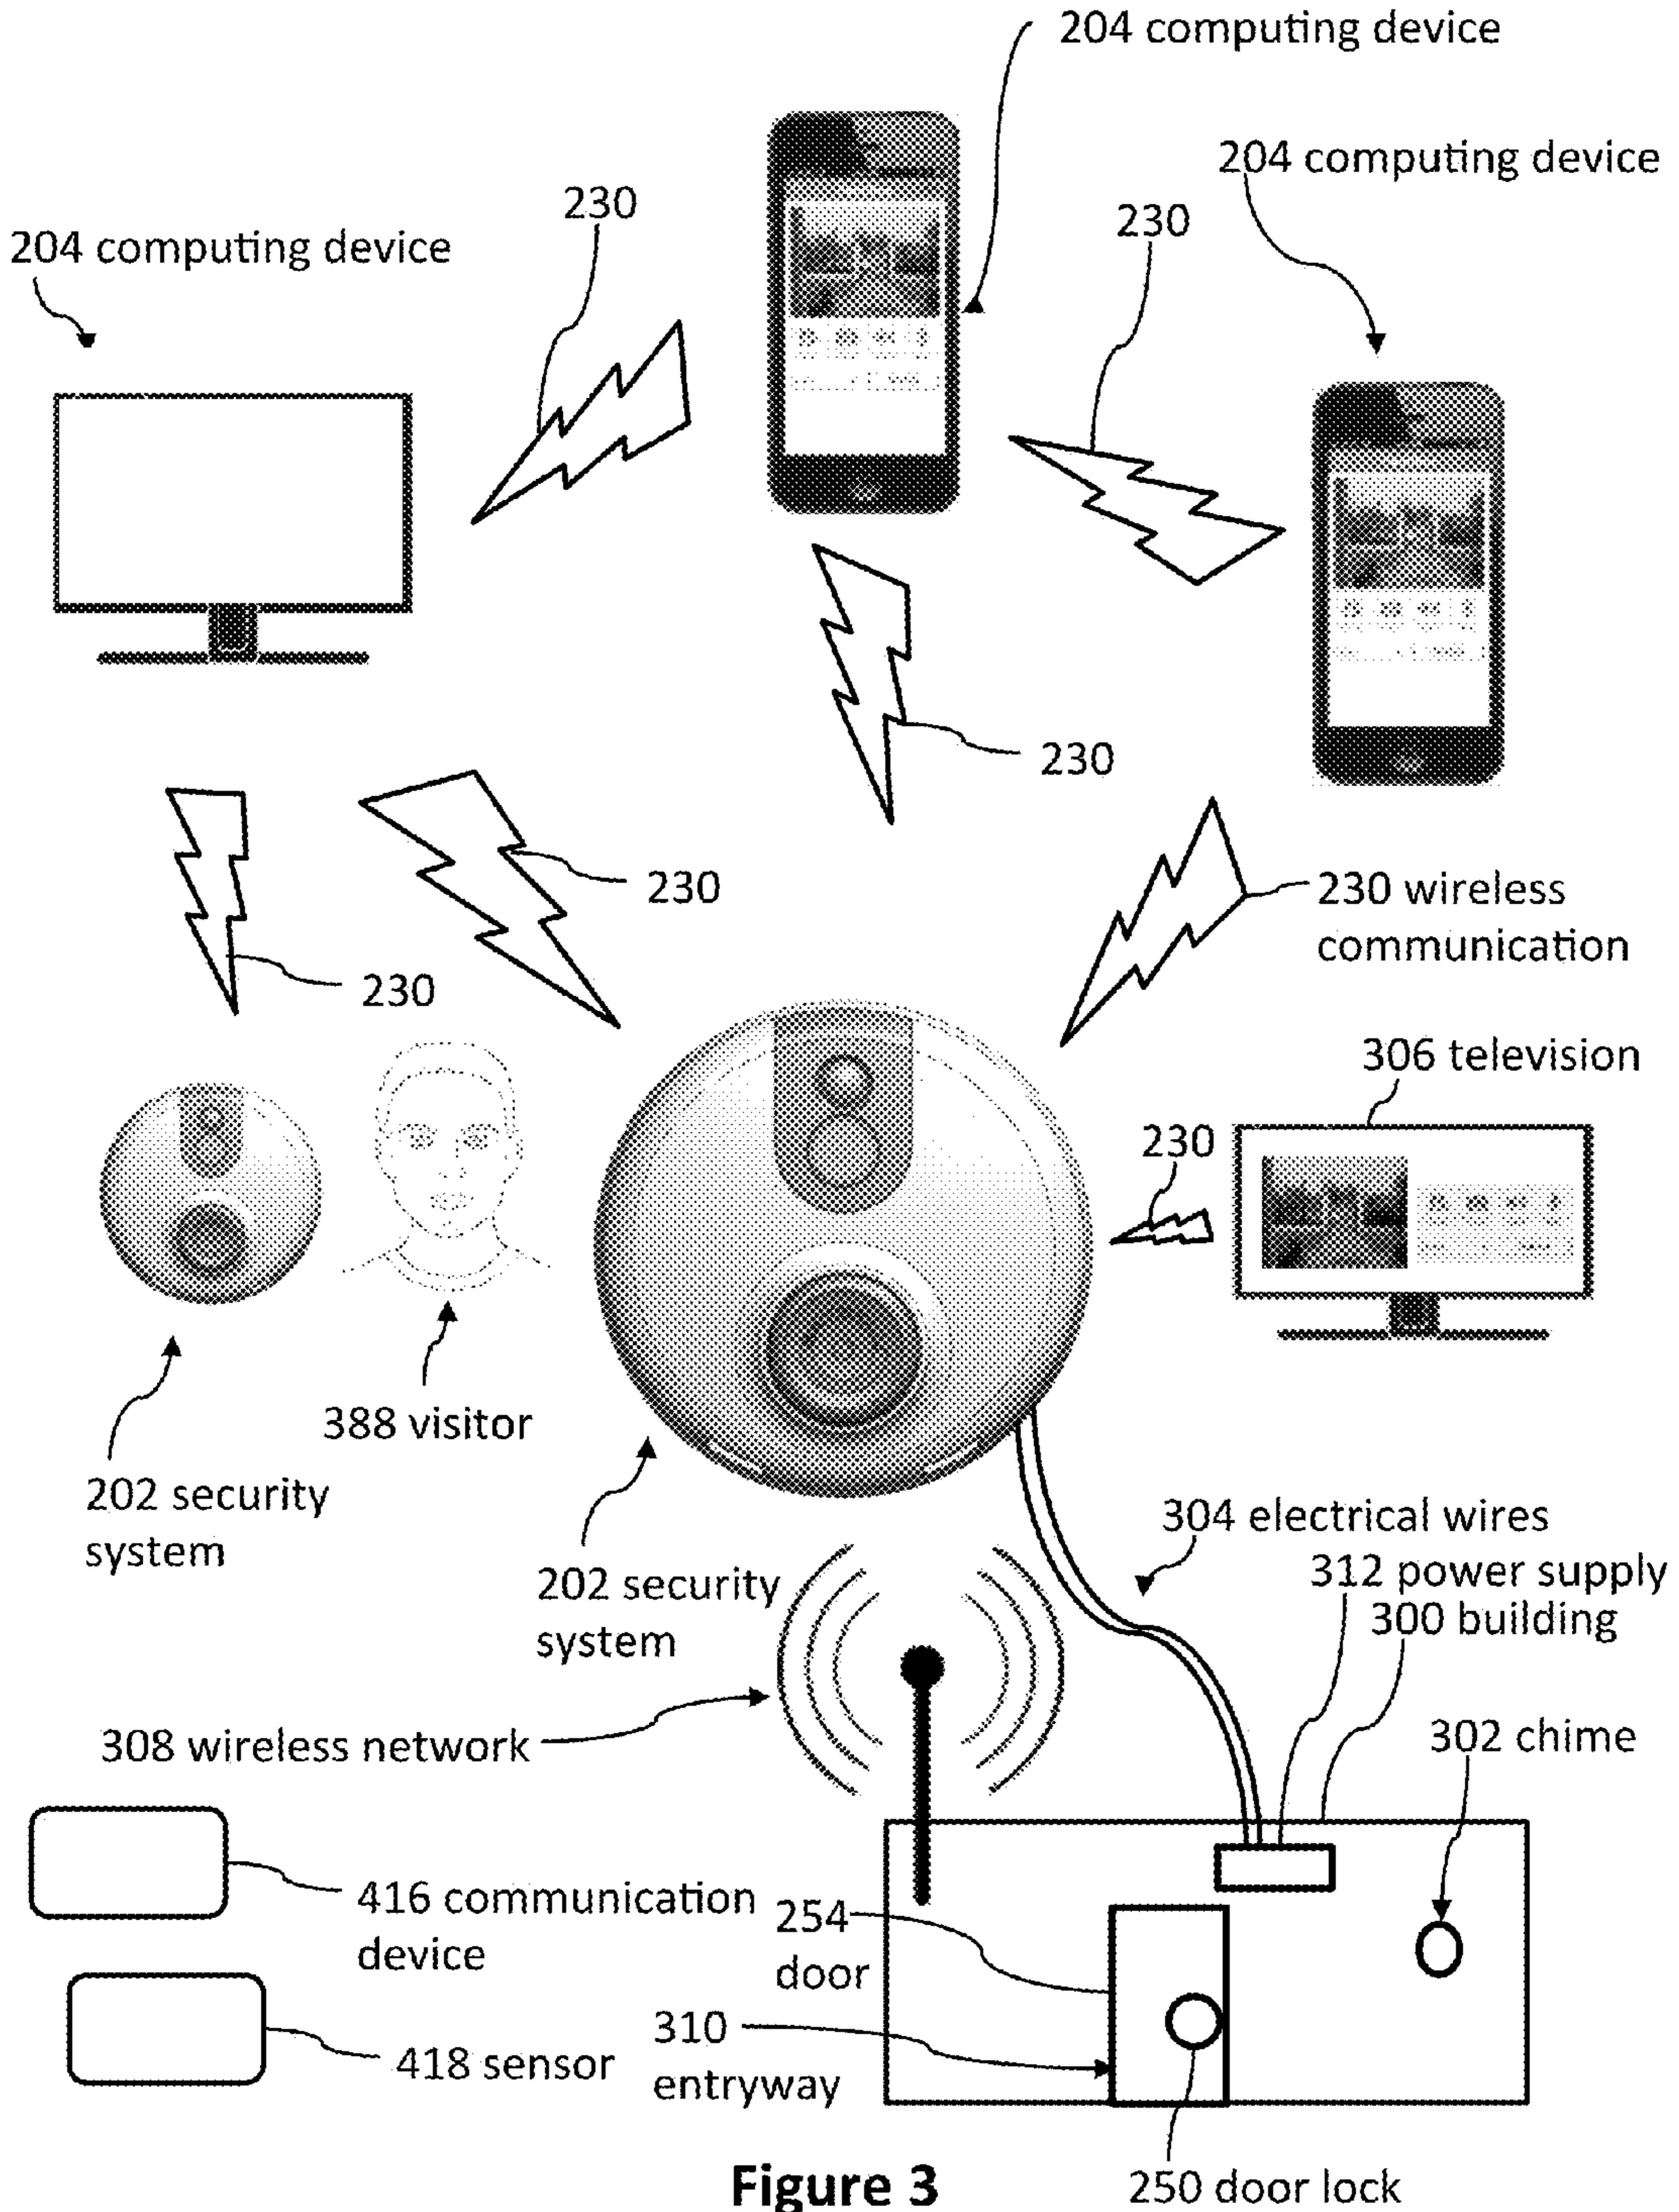 204 computing device
204 computing device
230
230
204 computing device
230
230
230 wireless
communication
230
306 television
230
388 visitor
202 security
system
304 electrical wires
312 power supply
202 security
system
300 building
308 wireless network
302 chime
416 communication
device
254
door
310
entryway
418 sensor
250 door lock
Figure 3